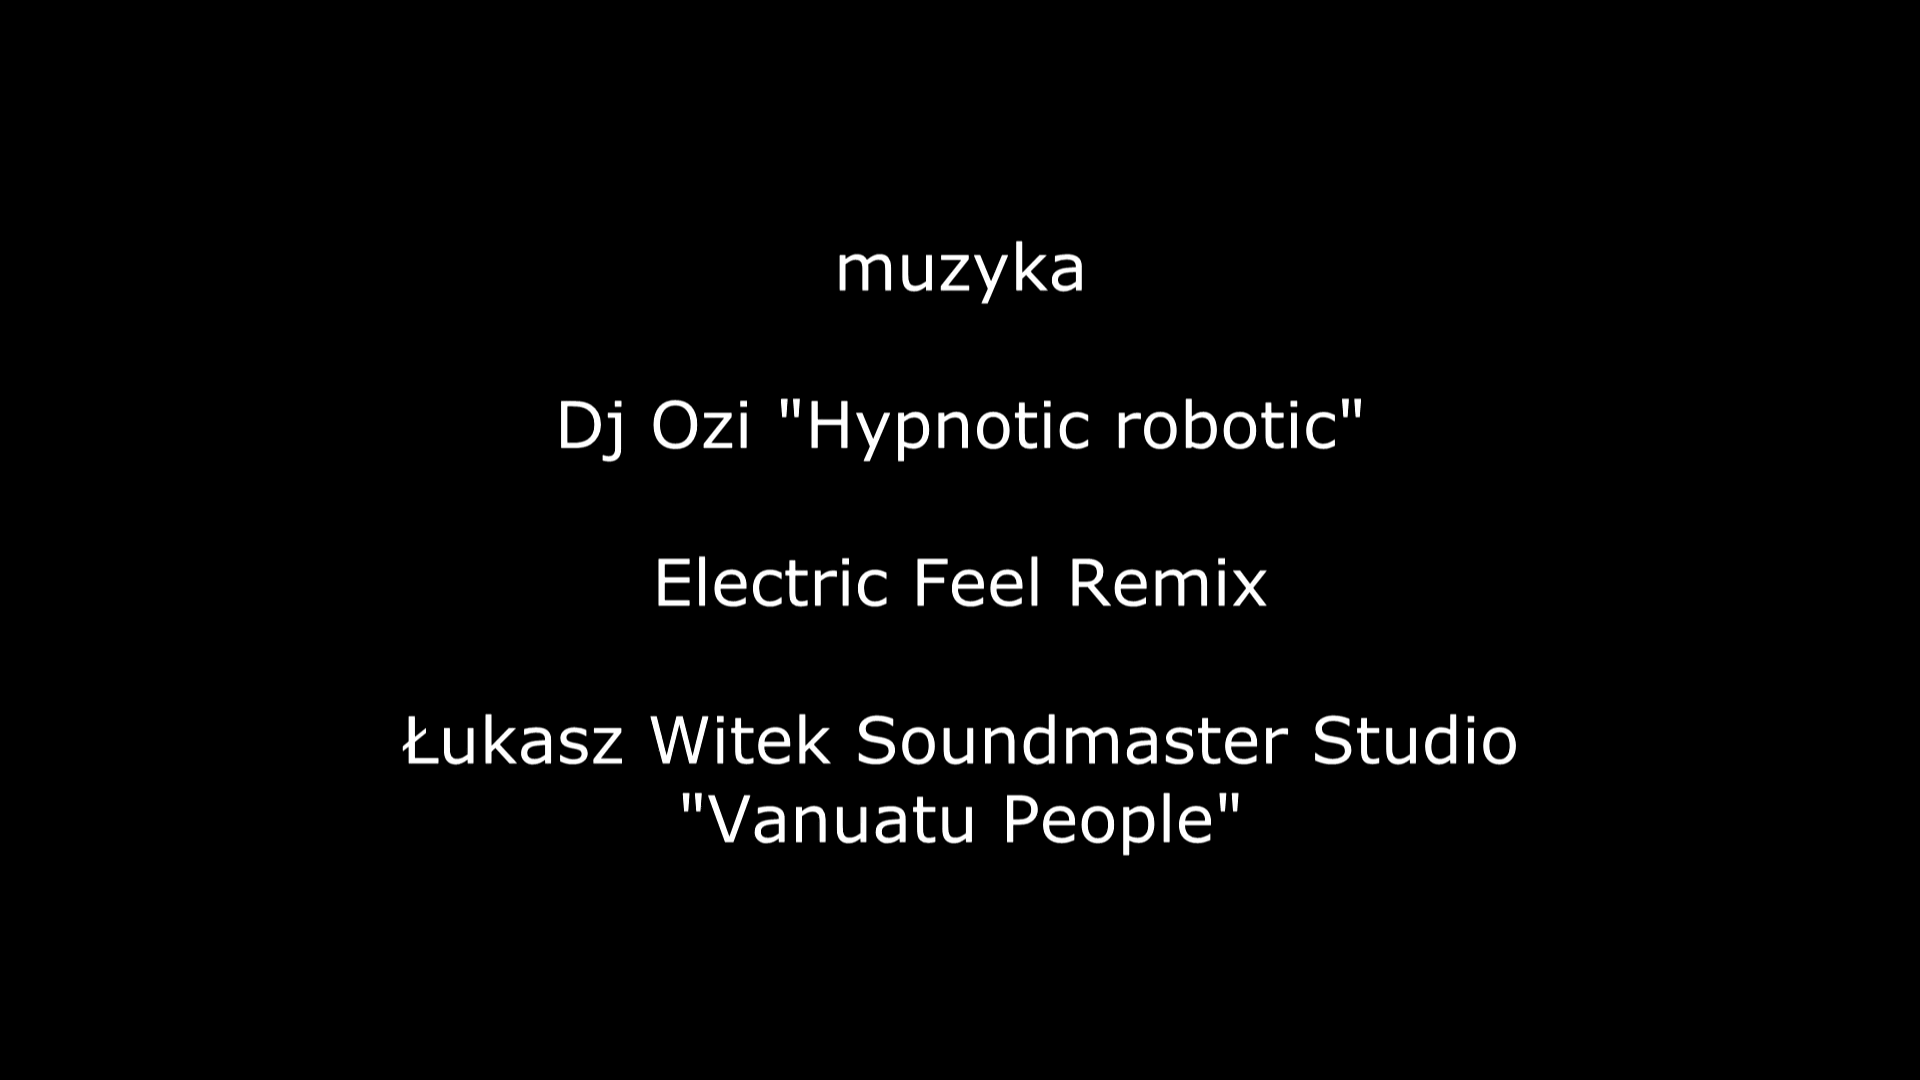 muzyka
Dj Ozi "Hypnotic robotic"
Electric Feel Remix
Łukasz Witek Soundmaster Studio
"Vanuatu People"